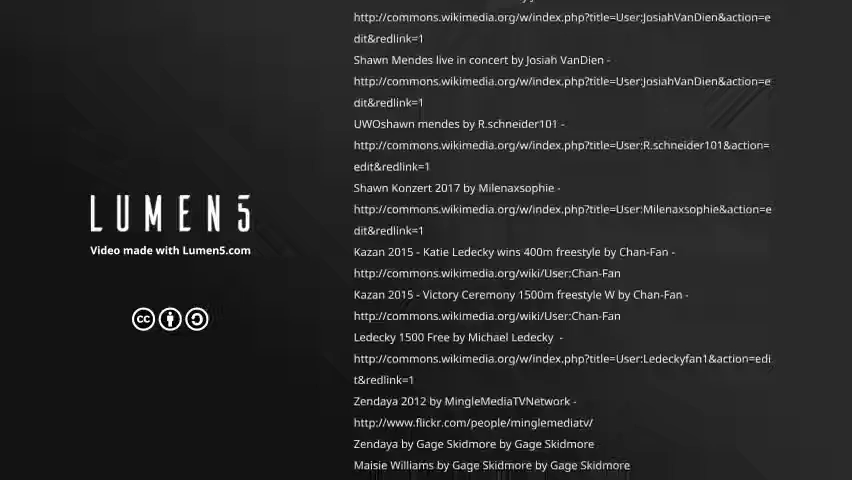 LUMEN5
Video made with Lumen5.com
cc
http://commons.wikimedia.org/w/index.php?title=User:JosiahVanDien&action=e
dit&redlink=1
Shawn Mendes live in concert by Josiah VanDien -
http://commons.wikimedia.org/w/index.php?title=User:JosiahVanDien&action=e
dit&redlink=1
UWOshawn mendes by R.schneider101 -
http://commons.wikimedia.org/w/index.php?title=User:R.schneider101&action=
edit&redlink=1
Shawn Konzert 2017 by Milenaxsophie -
http://commons.wikimedia.org/w/index.php?title=User:Milenaxsophie&action=e
dit&redlink=1
Kazan 2015 - Katie Ledecky wins 400m freestyle by Chan-Fan -
http://commons.wikimedia.org/wiki/User:Chan-Fan
Kazan 2015 - Victory Ceremony 1500m freestyle W by Chan-Fan -
http://commons.wikimedia.org/wiki/User:Chan-Fan
Ledecky 1500 Free by Michael Ledecky  -
http://commons.wikimedia.org/w/index.php?title=User:Ledeckyfan1&action=edi
t&redlink=1
Zendaya 2012 by MingleMediaTVNetwork -
http://www.flickr.com/people/minglemediatv/
Zendaya by Gage Skidmore by Gage Skidmore
Maisie Williams by Gage Skidmore by Gage Skidmore